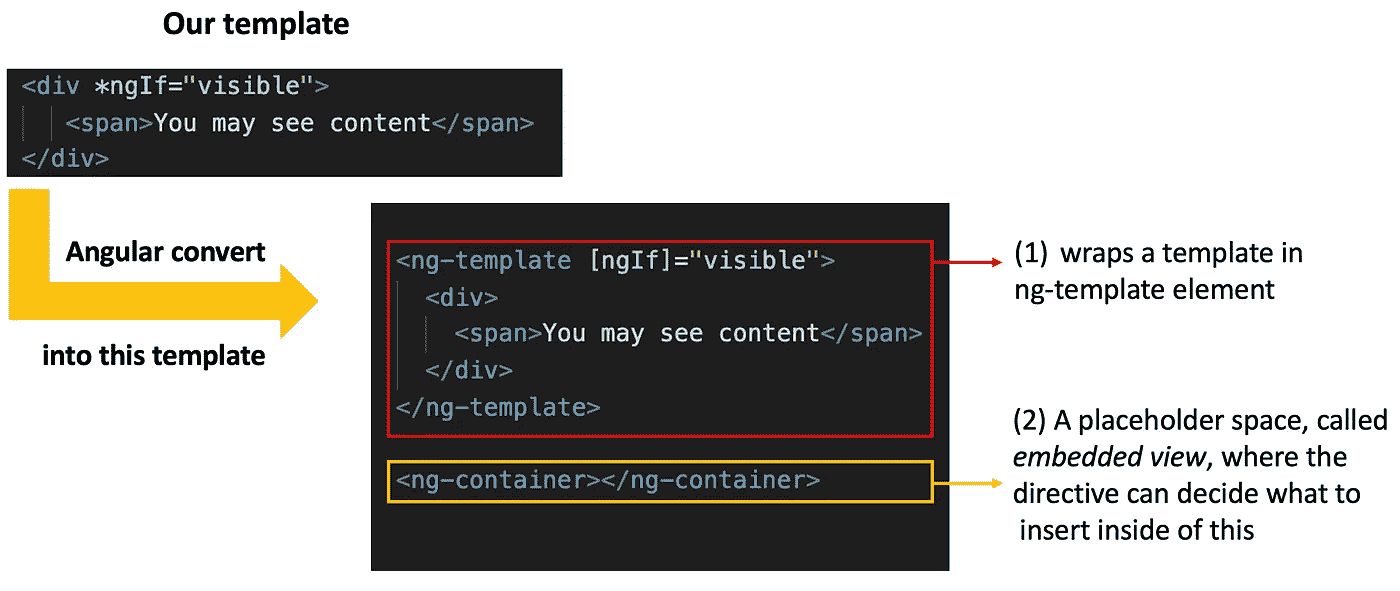 Our template
<div *ngIf="visible">
<span>You may see content</span>
</div>
Angular convert
into this template
<ng-template [ngIf]="visible">
<div>
<span>You may see content</span>
</div>
</ng-template>
<ng-container></ng-container>
(1) wraps a template in
ng-template element
(2) A placeholder space, called
embedded view, where the
directive can decide what to
insert inside of this